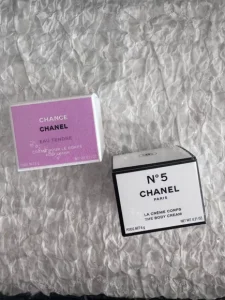 CHANCE
CHANEL
EAU TENDRE
N°5
CHANEL
PARIS
LA CRÈME CORPS
THE BODY CREAM